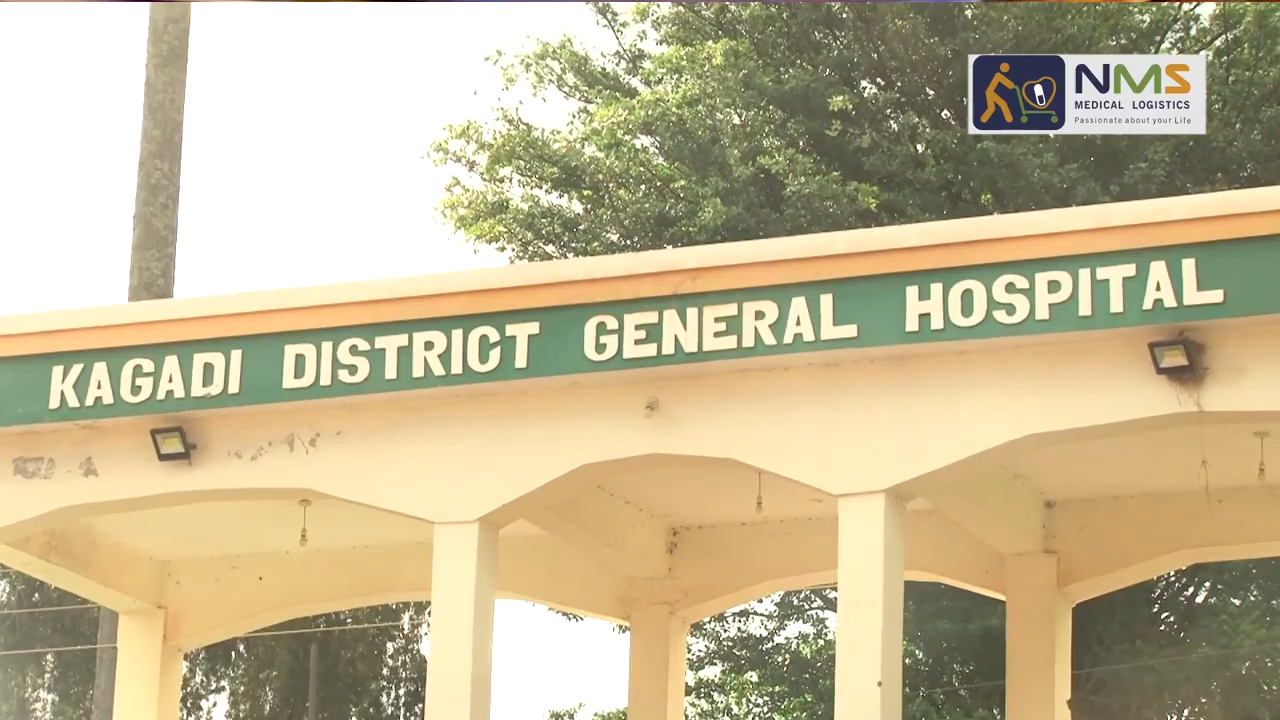 NMS
MEDICAL LOGISTICS
Passionate about your Life
KAGADI DISTRICT GENERAL HOSPITAL